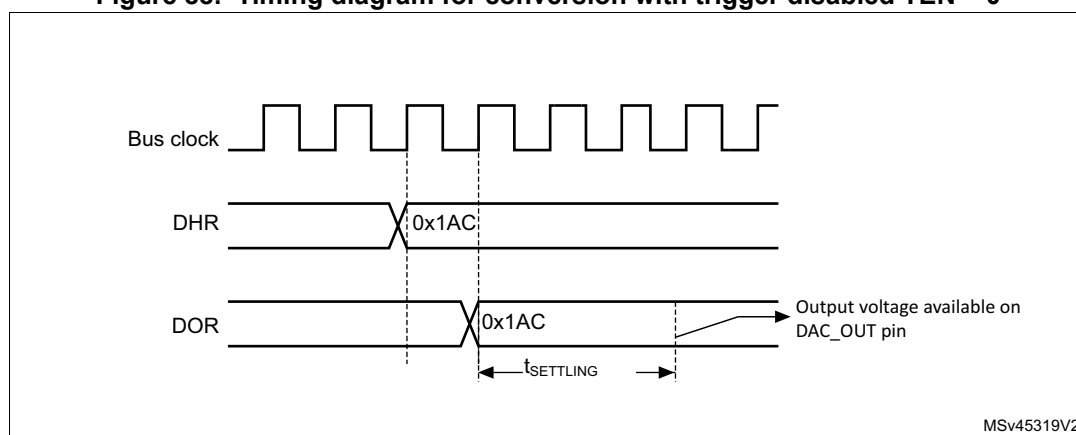 Bus clock
DHR
0x1AC
DOR
0x1AC
Output voltage available on
DAC_OUT pin
tSETTLING
MSv45319V2